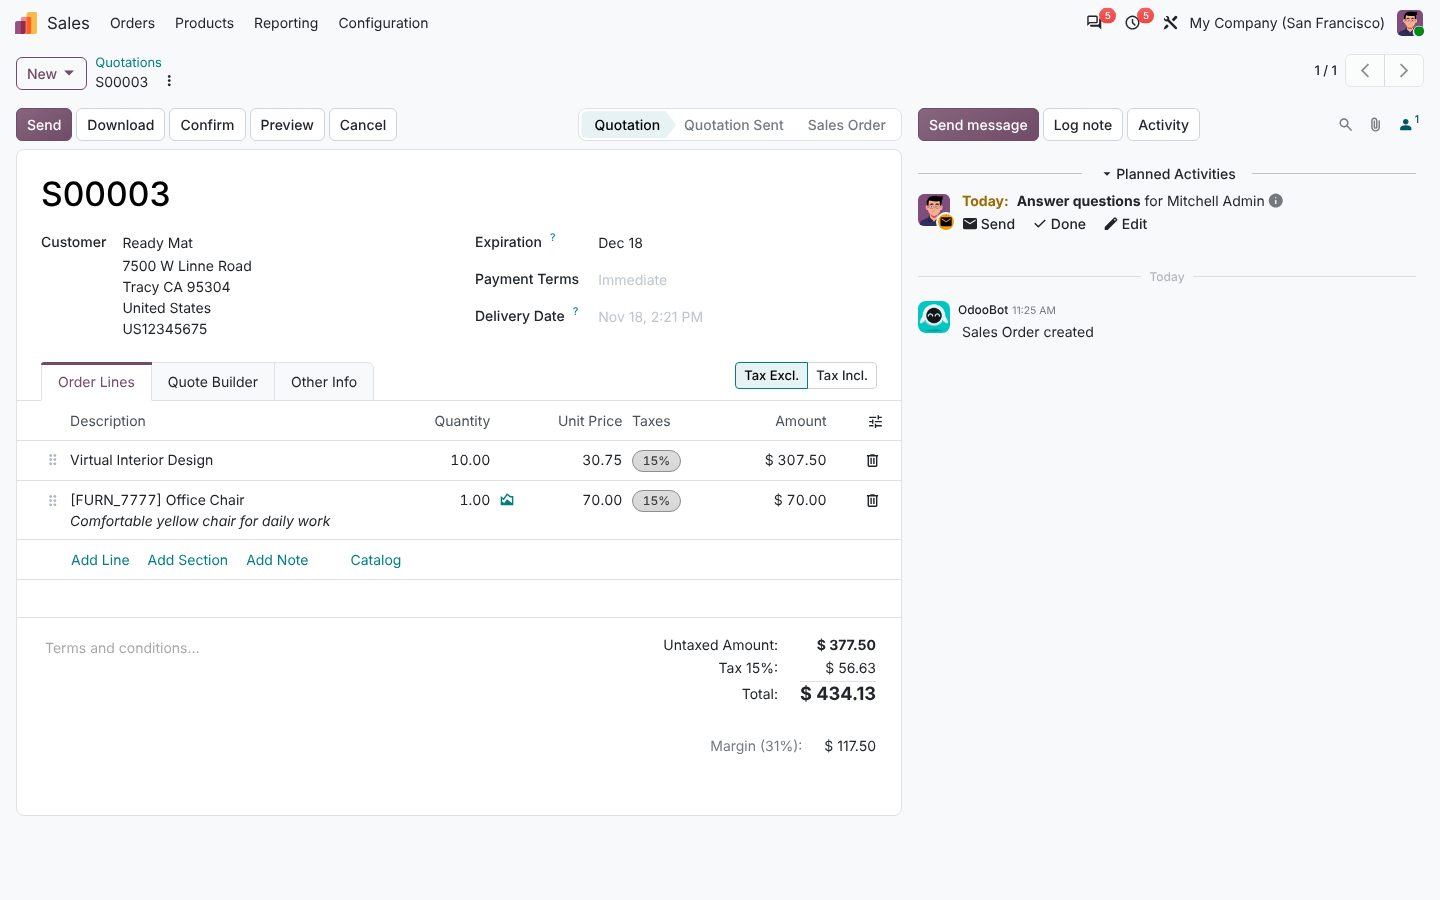 Sales Orders Products Reporting Configuration 5 5 My Company (San Francisco)
New Quotations
S00003
1 / 1
Send Download Confirm Preview Cancel Quotation Quotation Sent Sales Order Send message Log note Activity 1
S00003
Customer Ready Mat
7500 W Linne Road
Tracy CA 95304
United States
US12345675
Expiration ? Dec 18
Payment Terms Immediate
Delivery Date ? Nov 18, 2:21 PM
Order Lines Quote Builder Other Info Tax Excl. Tax Incl.
Description Quantity Unit Price Taxes Amount
Virtual Interior Design 10.00 30.75 15% $ 307.50
[FURN_7777] Office Chair 1.00 70.00 15% $ 70.00
Comfortable yellow chair for daily work
Add Line Add Section Add Note Catalog
Terms and conditions...
Untaxed Amount: $ 377.50
Tax 15%: $ 56.63
Total: $ 434.13
Margin (31%): $ 117.50
Planned Activities
Today: Answer questions for Mitchell Admin
Send Done Edit
Today
OdooBot 11:25 AM
Sales Order created